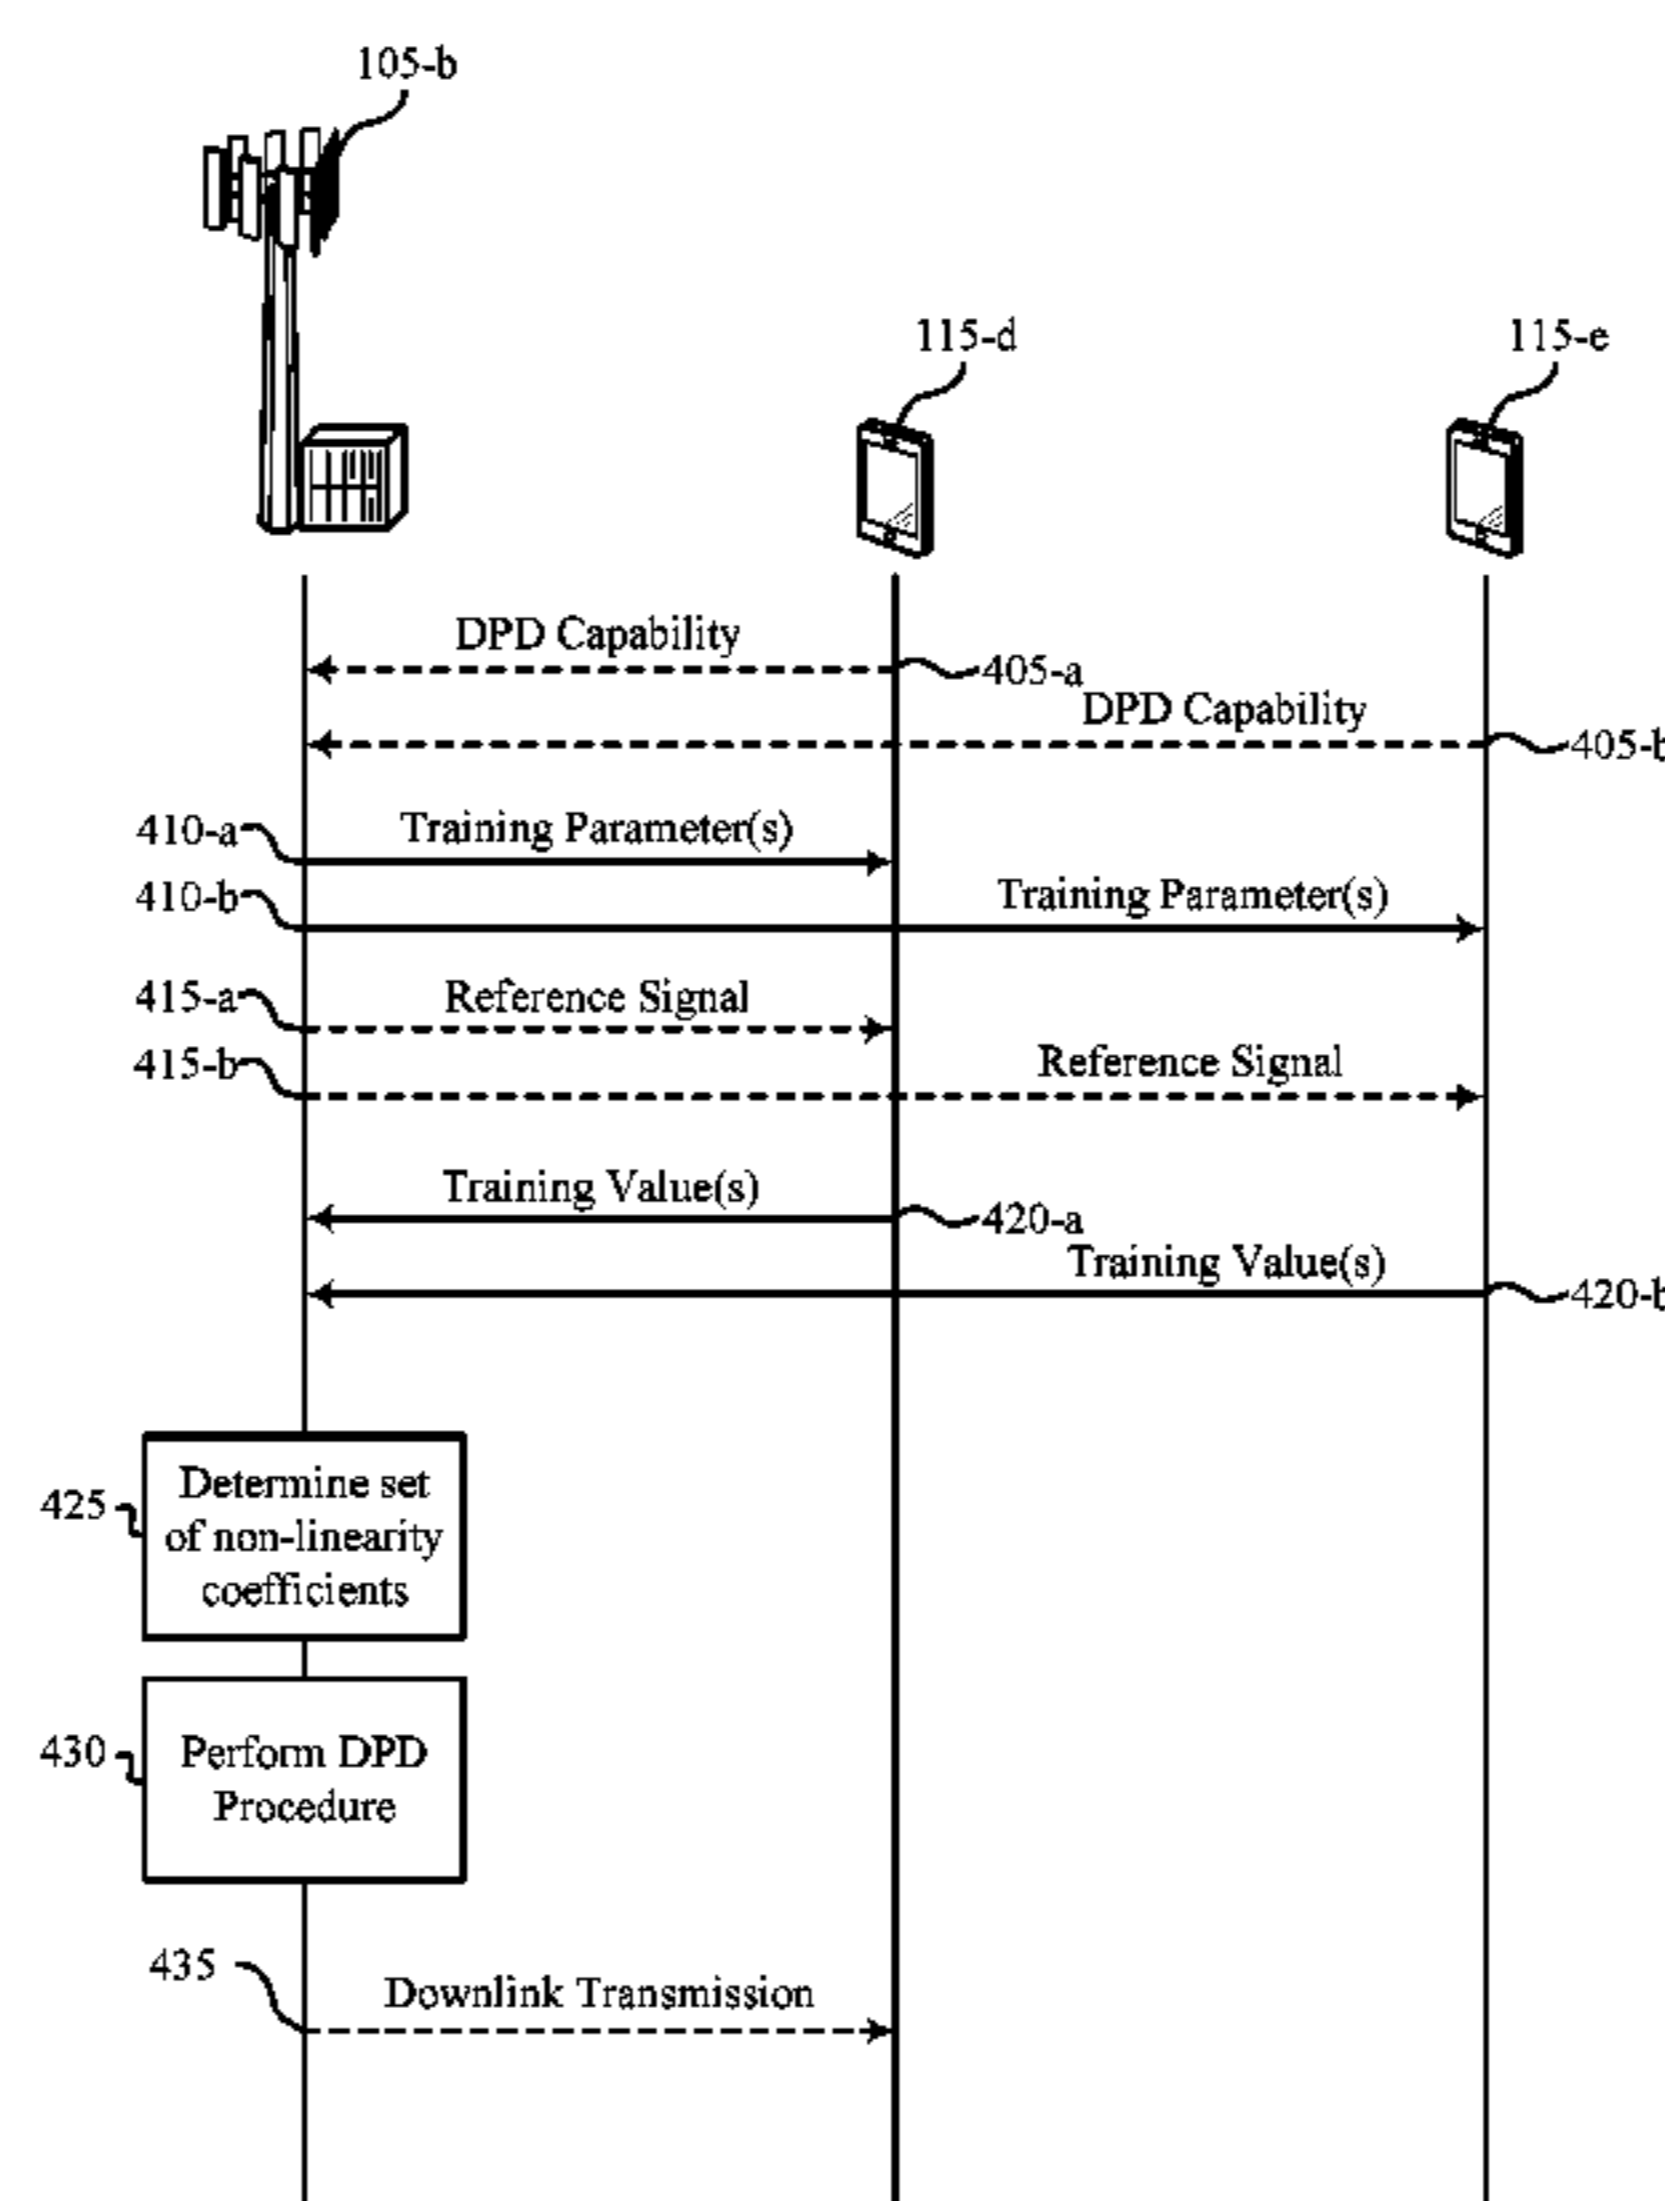 105-b
115-d
115-e
DPD Capability
405-a
DPD Capability
405-b
410-a
Training Parameter(s)
410-b
Training Parameter(s)
415-a
Reference Signal
415-b
Reference Signal
Training Value(s)
420-a
Training Value(s)
420-b
425
Determine set
of non-linearity
coefficients
430
Perform DPD
Procedure
435
Downlink Transmission